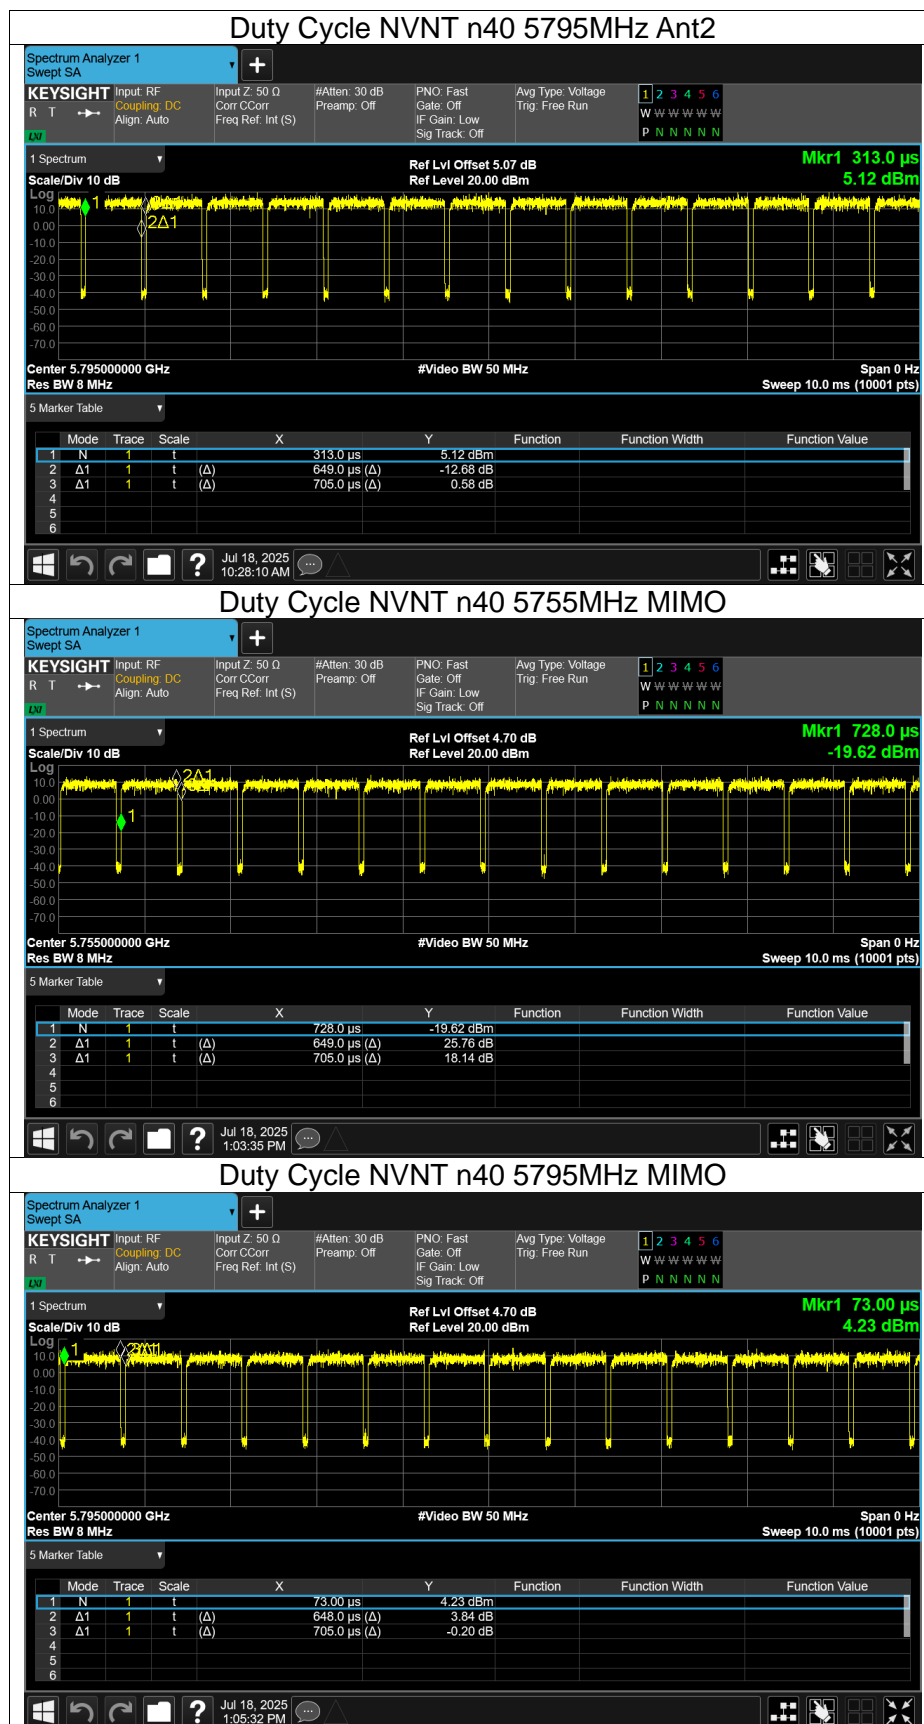 Duty Cycle NVNT n40 5795MHz Ant2
Spectrum Analyzer 1
Swept SA
+
KEYSIGHT Input: RF Input Z: 50 Ω #Atten: 30 dB PNO: Fast Avg Type: Voltage 1 2 3 4 5 6
R T Coupling: DC Corr CCorr Preamp: Off Gate: Off Trig: Free Run W W W W W W
Align: Auto Freq Ref: Int (S) IF Gain: Low
LXI Sig Track: Off P N N N N N
1 Spectrum Ref Lvl Offset 5.07 dB Mkr1 313.0 µs
Scale/Div 10 dB Ref Level 20.00 dBm 5.12 dBm
Log
10.0 1
0.00 2Δ1
-10.0
-20.0
-30.0
-40.0
-50.0
-60.0
-70.0
Center 5.795000000 GHz #Video BW 50 MHz Span 0 Hz
Res BW 8 MHz Sweep 10.0 ms (10001 pts)
5 Marker Table
Mode Trace Scale X Y Function Function Width Function Value
1 N 1 t 313.0 µs 5.12 dBm
2 Δ1 1 t (Δ) 649.0 µs (Δ) -12.68 dB
3 Δ1 1 t (Δ) 705.0 µs (Δ) 0.58 dB
4
5
6
? Jul 18, 2025
10:28:10 AM
Duty Cycle NVNT n40 5755MHz MIMO
Spectrum Analyzer 1
Swept SA
+
KEYSIGHT Input: RF Input Z: 50 Ω #Atten: 30 dB PNO: Fast Avg Type: Voltage 1 2 3 4 5 6
R T Coupling: DC Corr CCorr Preamp: Off Gate: Off Trig: Free Run W W W W W W
Align: Auto Freq Ref: Int (S) IF Gain: Low
LXI Sig Track: Off P N N N N N
1 Spectrum Ref Lvl Offset 4.70 dB Mkr1 728.0 µs
Scale/Div 10 dB Ref Level 20.00 dBm -19.62 dBm
Log
10.0 2Δ1
0.00
-10.0 1
-20.0
-30.0
-40.0
-50.0
-60.0
-70.0
Center 5.755000000 GHz #Video BW 50 MHz Span 0 Hz
Res BW 8 MHz Sweep 10.0 ms (10001 pts)
5 Marker Table
Mode Trace Scale X Y Function Function Width Function Value
1 N 1 t 728.0 µs -19.62 dBm
2 Δ1 1 t (Δ) 649.0 µs (Δ) 25.76 dB
3 Δ1 1 t (Δ) 705.0 µs (Δ) 18.14 dB
4
5
6
? Jul 18, 2025
1:03:35 PM
Duty Cycle NVNT n40 5795MHz MIMO
Spectrum Analyzer 1
Swept SA
+
KEYSIGHT Input: RF Input Z: 50 Ω #Atten: 30 dB PNO: Fast Avg Type: Voltage 1 2 3 4 5 6
R T Coupling: DC Corr CCorr Preamp: Off Gate: Off Trig: Free Run W W W W W W
Align: Auto Freq Ref: Int (S) IF Gain: Low
LXI Sig Track: Off P N N N N N
1 Spectrum Ref Lvl Offset 4.70 dB Mkr1 73.00 µs
Scale/Div 10 dB Ref Level 20.00 dBm 4.23 dBm
Log
10.0 1
0.00
-10.0
-20.0
-30.0
-40.0
-50.0
-60.0
-70.0
Center 5.795000000 GHz #Video BW 50 MHz Span 0 Hz
Res BW 8 MHz Sweep 10.0 ms (10001 pts)
5 Marker Table
Mode Trace Scale X Y Function Function Width Function Value
1 N 1 t 73.00 µs 4.23 dBm
2 Δ1 1 t (Δ) 648.0 µs (Δ) 3.84 dB
3 Δ1 1 t (Δ) 705.0 µs (Δ) -0.20 dB
4
5
6
? Jul 18, 2025
1:05:32 PM